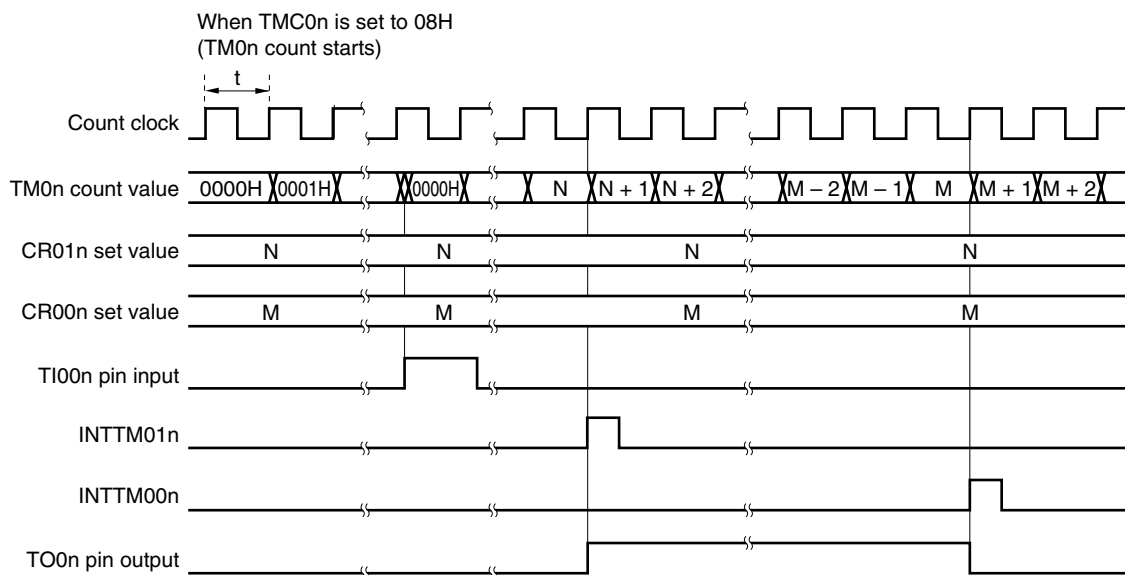 When TMC0n is set to 08H
(TM0n count starts)
t
Count clock
TM0n count value 0000H 0001H 0000H N N + 1 N + 2 M – 2 M – 1 M M + 1 M + 2
CR01n set value N N N N
CR00n set value M M M M
TI00n pin input
INTTM01n
INTTM00n
TO0n pin output